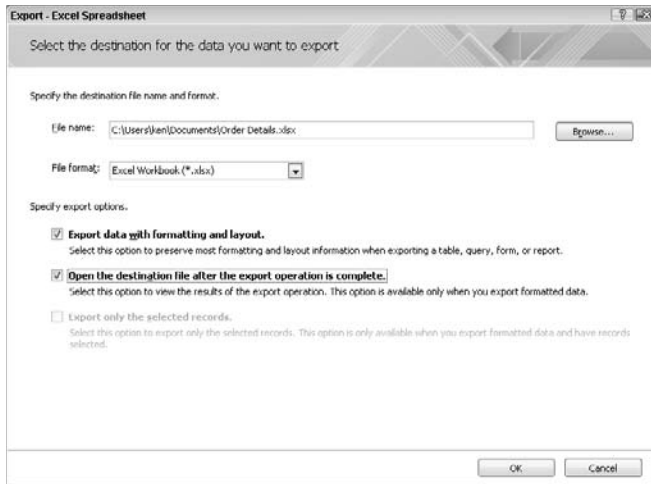 Export - Excel Spreadsheet
Select the destination for the data you want to export
Specify the destination file name and format.
File name: C:\Users\ken\Documents\Order Details.xlsx Browse...
File format: Excel Workbook (*.xlsx)
Specify export options.
Export data with formatting and layout.
Select this option to preserve most formatting and layout information when exporting a table, query, form, or report.
Open the destination file after the export operation is complete.
Select this option to view the results of the export operation. This option is available only when you export formatted data.
Export only the selected records.
Select this option to export only the selected records. This option is only available when you export formatted data and have records
selected.
OK Cancel